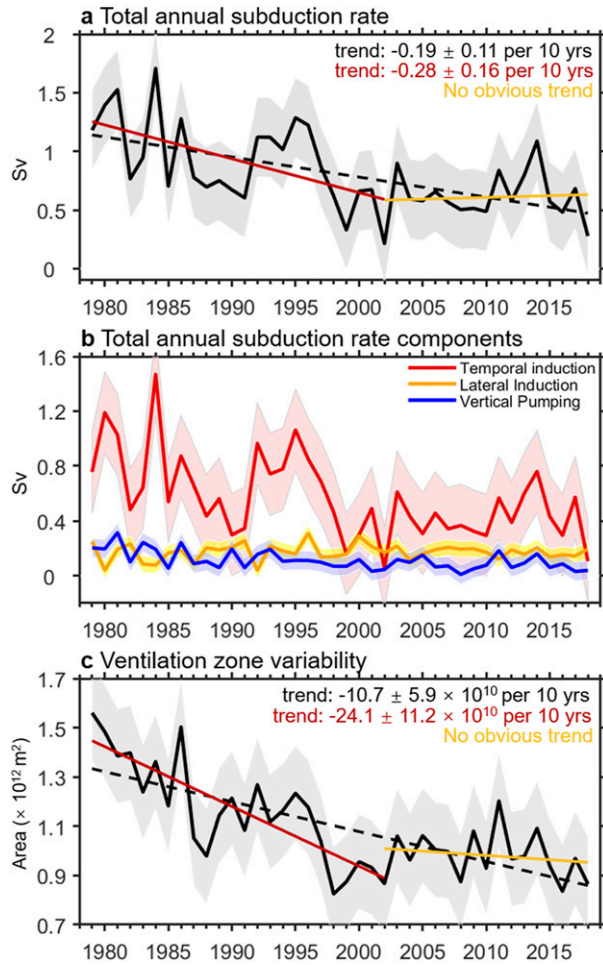 a Total annual subduction rate
2
trend: -0.19 ± 0.11 per 10 yrs
trend: -0.28 ± 0.16 per 10 yrs
No obvious trend
1.5
Sv
1
0.5
0
1980 1985 1990 1995 2000 2005 2010 2015
b Total annual subduction rate components
1.6
Temporal induction
Lateral Induction
Vertical Pumping
1.2
Sv
0.8
0.4
0
1980 1985 1990 1995 2000 2005 2010 2015
c Ventilation zone variability
1.7
trend: -10.7 ± 5.9 × 10¹⁰ per 10 yrs
trend: -24.1 ± 11.2 × 10¹⁰ per 10 yrs
No obvious trend
1.5
Area (× 10¹² m²)
1.3
1.1
0.9
0.7
1980 1985 1990 1995 2000 2005 2010 2015